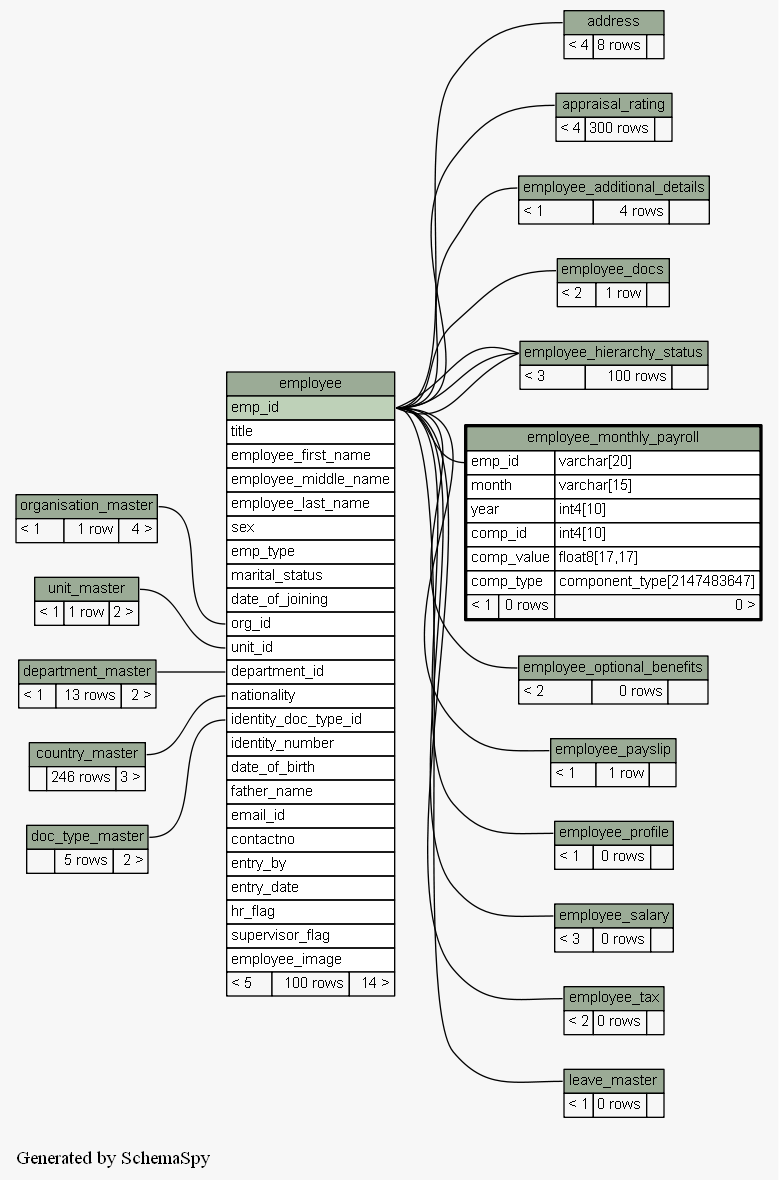 address
< 4 8 rows
appraisal_rating
< 4 300 rows
employee_additional_details
< 1 4 rows
employee_docs
< 2 1 row
employee_hierarchy_status
< 3 100 rows
employee
emp_id
title
employee_first_name
employee_middle_name
employee_last_name
sex
emp_type
marital_status
date_of_joining
org_id
unit_id
department_id
nationality
identity_doc_type_id
identity_number
date_of_birth
father_name
email_id
contactno
entry_by
entry_date
hr_flag
supervisor_flag
employee_image
< 5 100 rows 14 >
employee_monthly_payroll
emp_id varchar[20]
month varchar[15]
year int4[10]
comp_id int4[10]
comp_value float8[17,17]
comp_type component_type[2147483647]
< 1 0 rows 0 >
organisation_master
< 1 1 row 4 >
unit_master
< 1 1 row 2 >
department_master
< 1 13 rows 2 >
country_master
246 rows 3 >
doc_type_master
5 rows 2 >
employee_optional_benefits
< 2 0 rows
employee_payslip
< 1 1 row
employee_profile
< 1 0 rows
employee_salary
< 3 0 rows
employee_tax
< 2 0 rows
leave_master
< 1 0 rows
Generated by SchemaSpy